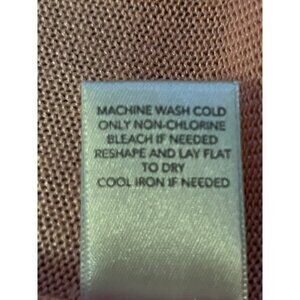 MACHINE WASH COLD
ONLY NON-CHLORINE
BLEACH IF NEEDED
RESHAPE AND LAY FLAT
TO DRY
COOL IRON IF NEEDED